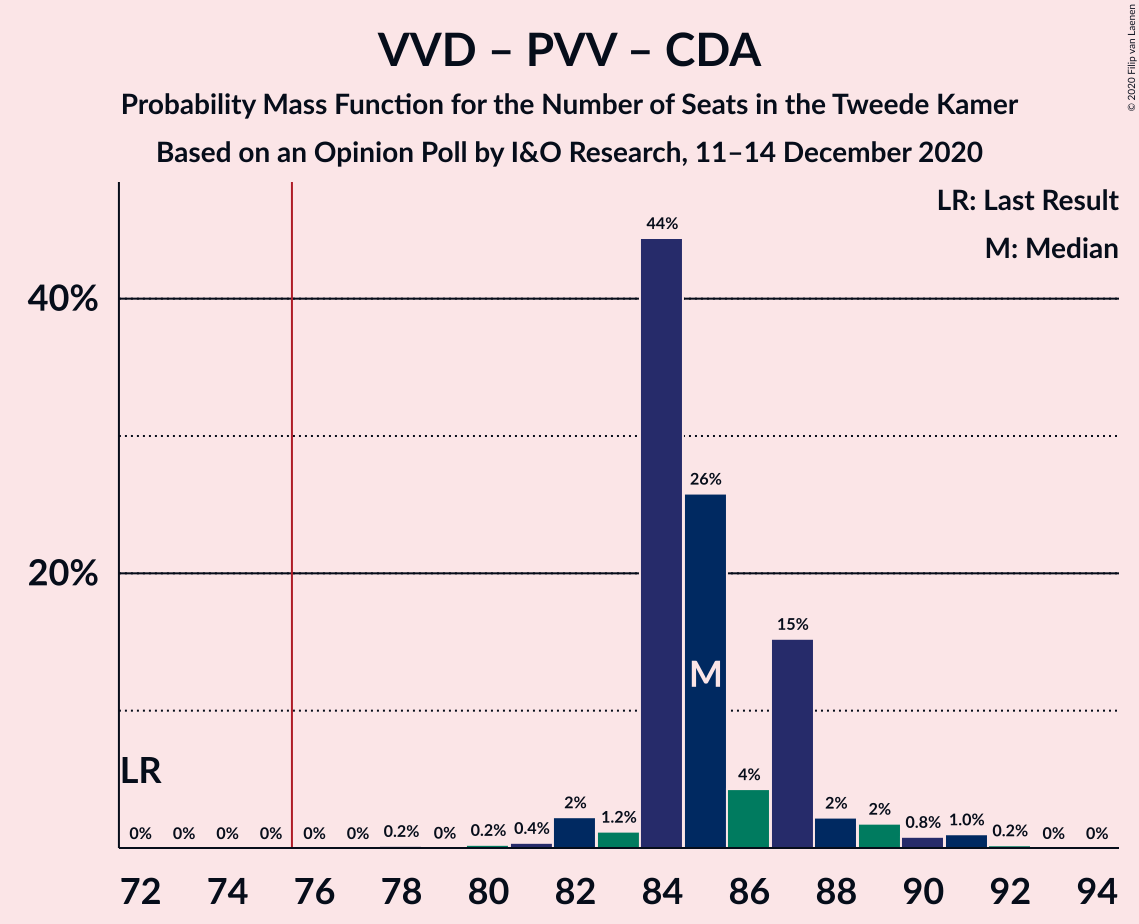 VVD – PVV – CDA
Probability Mass Function for the Number of Seats in the Tweede Kamer
Based on an Opinion Poll by I&O Research, 11–14 December 2020
© 2020 Filip van Laenen
LR: Last Result
M: Median
44%
40%
26%
20%
15%
M
LR
4%
2%
2%
2%
1.2%
0.8%
1.0%
0% 0% 0% 0% 0% 0% 0.2% 0% 0.2% 0.4% 0.2% 0% 0%
72 74 76 78 80 82 84 86 88 90 92 94